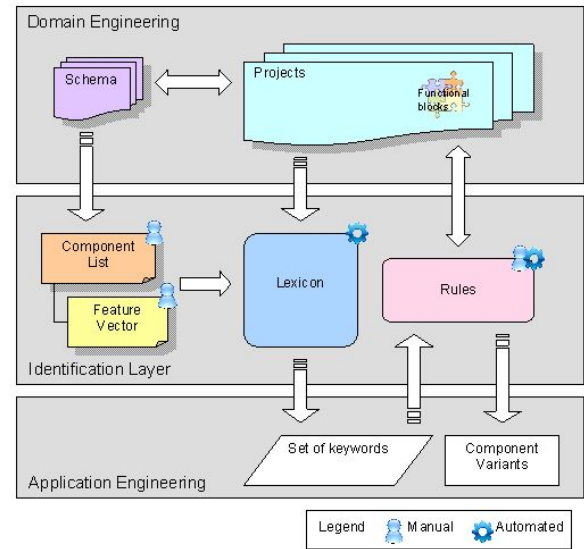 Domain Engineering
Schema
Projects
Functional
blocks
Component
List
Feature
Vector
Lexicon
Rules
Identification Layer
Set of keywords
Component
Variants
Application Engineering
Legend
Manual
Automated